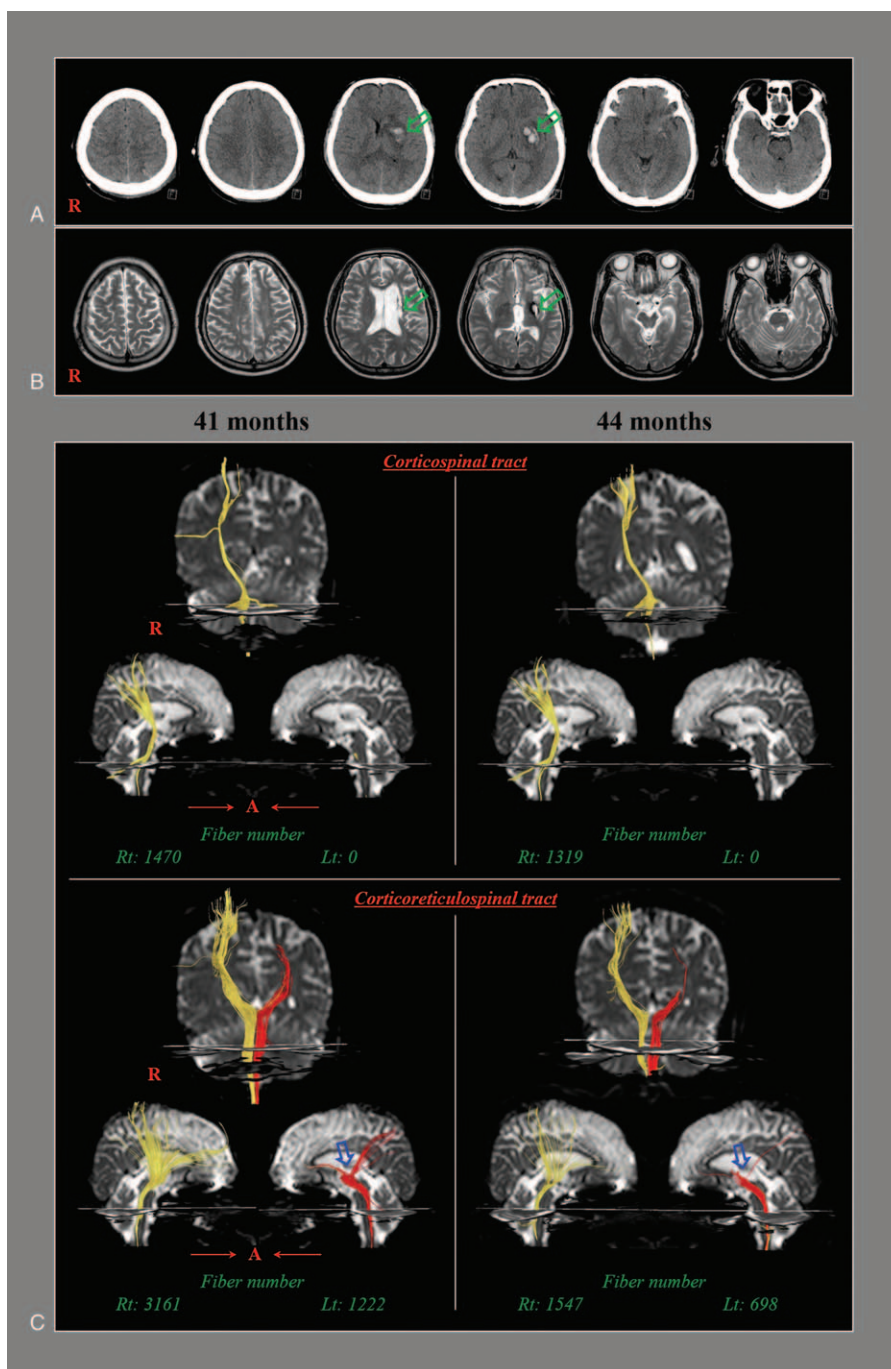 A
R
B
R
41 months
44 months
Corticospinal tract
R
A
Fiber number
Fiber number
Rt: 1470
Lt: 0
Rt: 1319
Lt: 0
Corticoreticulospinal tract
R
A
Fiber number
Fiber number
Rt: 3161
Lt: 1222
Rt: 1547
Lt: 698
C